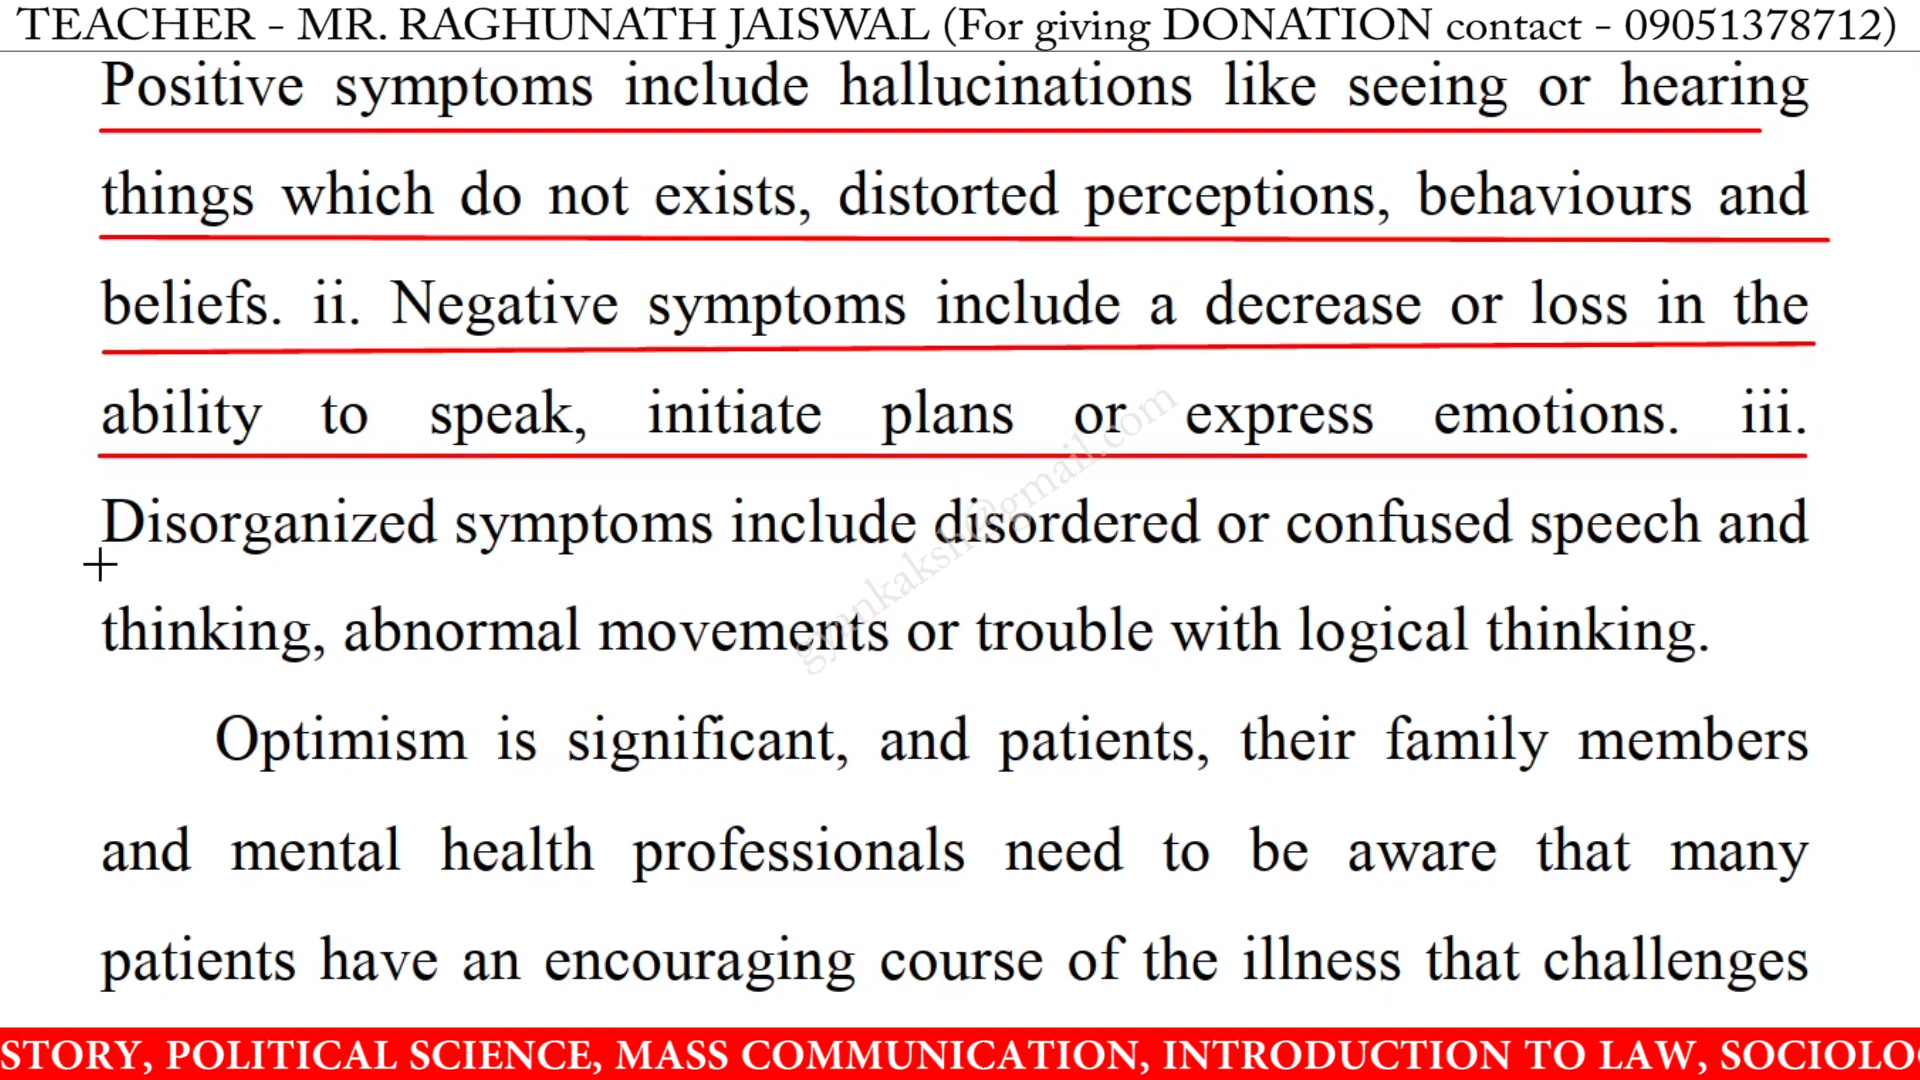 TEACHER - MR. RAGHUNATH JAISWAL (For giving DONATION contact - 09051378712)
Positive symptoms include hallucinations like seeing or hearing
things which do not exists, distorted perceptions, behaviours and
beliefs. ii. Negative symptoms include a decrease or loss in the
ability to speak, initiate plans or express emotions. iii.
Disorganized symptoms include disordered or confused speech and
thinking, abnormal movements or trouble with logical thinking.
Optimism is significant, and patients, their family members
and mental health professionals need to be aware that many
patients have an encouraging course of the illness that challenges
gyankaksh@gmail.com
STORY, POLITICAL SCIENCE, MASS COMMUNICATION, INTRODUCTION TO LAW, SOCIOLO